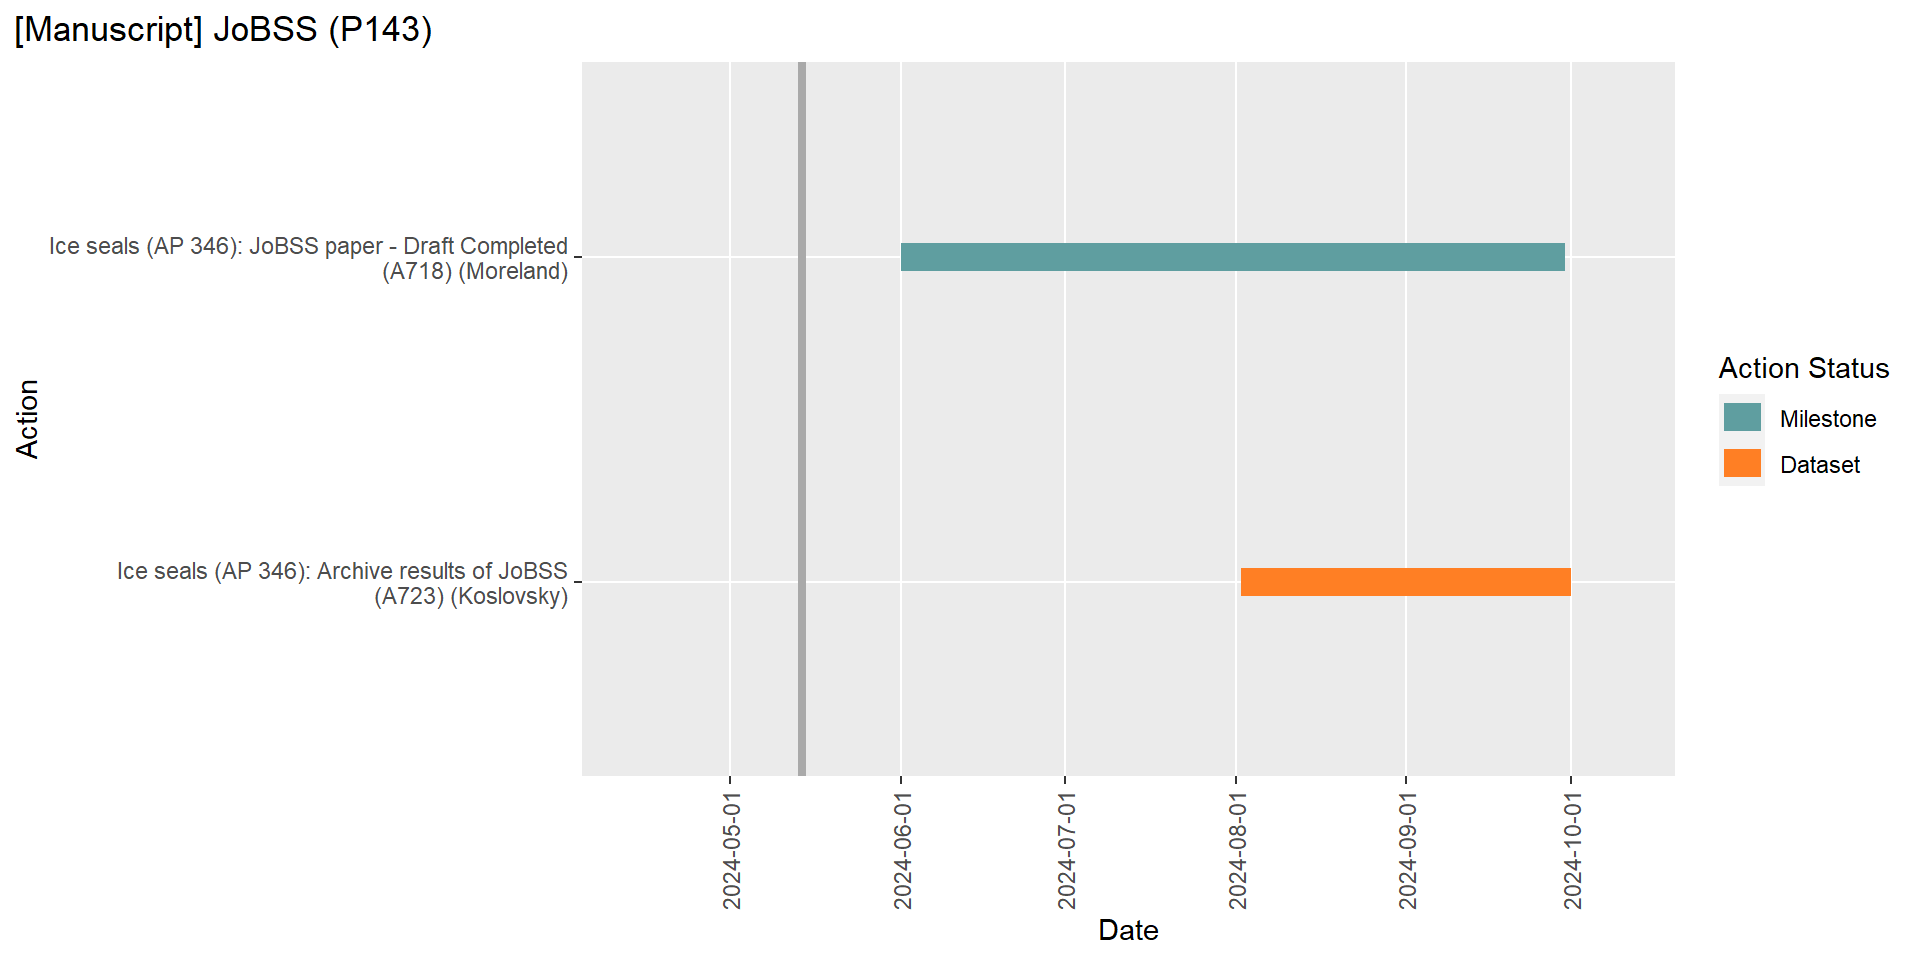 [Manuscript] JoBSS (P143)
Action
Ice seals (AP 346): JoBSS paper - Draft Completed
(A718) (Moreland)
Ice seals (AP 346): Archive results of JoBSS
(A723) (Koslovsky)
2024-05-01
2024-06-01
2024-07-01
2024-08-01
2024-09-01
2024-10-01
Date
Action Status
Milestone
Dataset